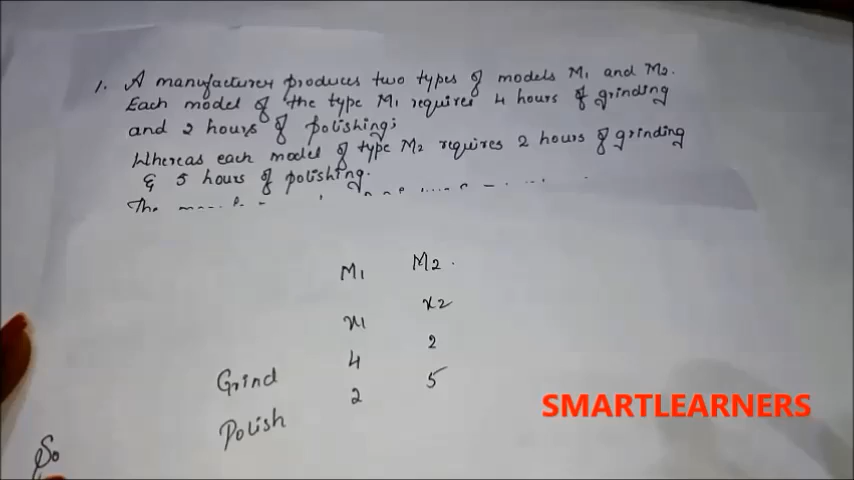 1. A manufacturer produces two types of models M1 and M2.
Each model of the type M1 requires 4 hours of grinding
and 2 hours of polishing;
Whereas each model of type M2 requires 2 hours of grinding
& 5 hours of polishing.
The
M1 M2.
x1 x2
Grind 4 2
Polish 2 5
SMARTLEARNERS
So